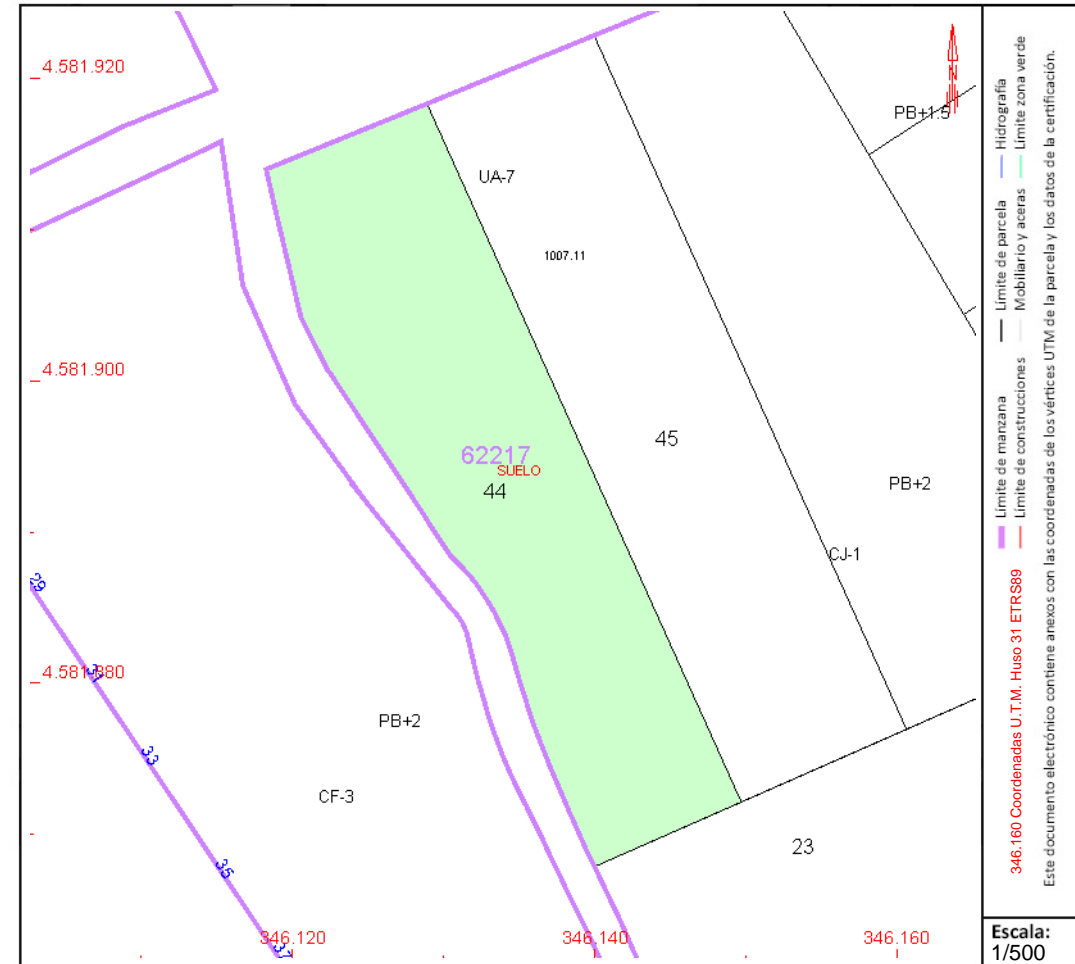 4.581.920
PB+1.5
UA-7
1007.11
4.581.900
45
62217
SUELO
44
PB+2
CJ-1
29
4.581.880
31
PB+2
33
CF-3
23
35
346.120
37
346.140
346.160
346.160 Coordenadas U.T.M. Huso 31 ETRS89
Límite de manzana
Límite de parcela
Hidrografía
Límite de construcciones
Mobiliario y aceras
Límite zona verde
Este documento electrónico contiene anexos con las coordenadas de los vértices UTM de la parcela y los datos de la certificación.
Escala:
1/500